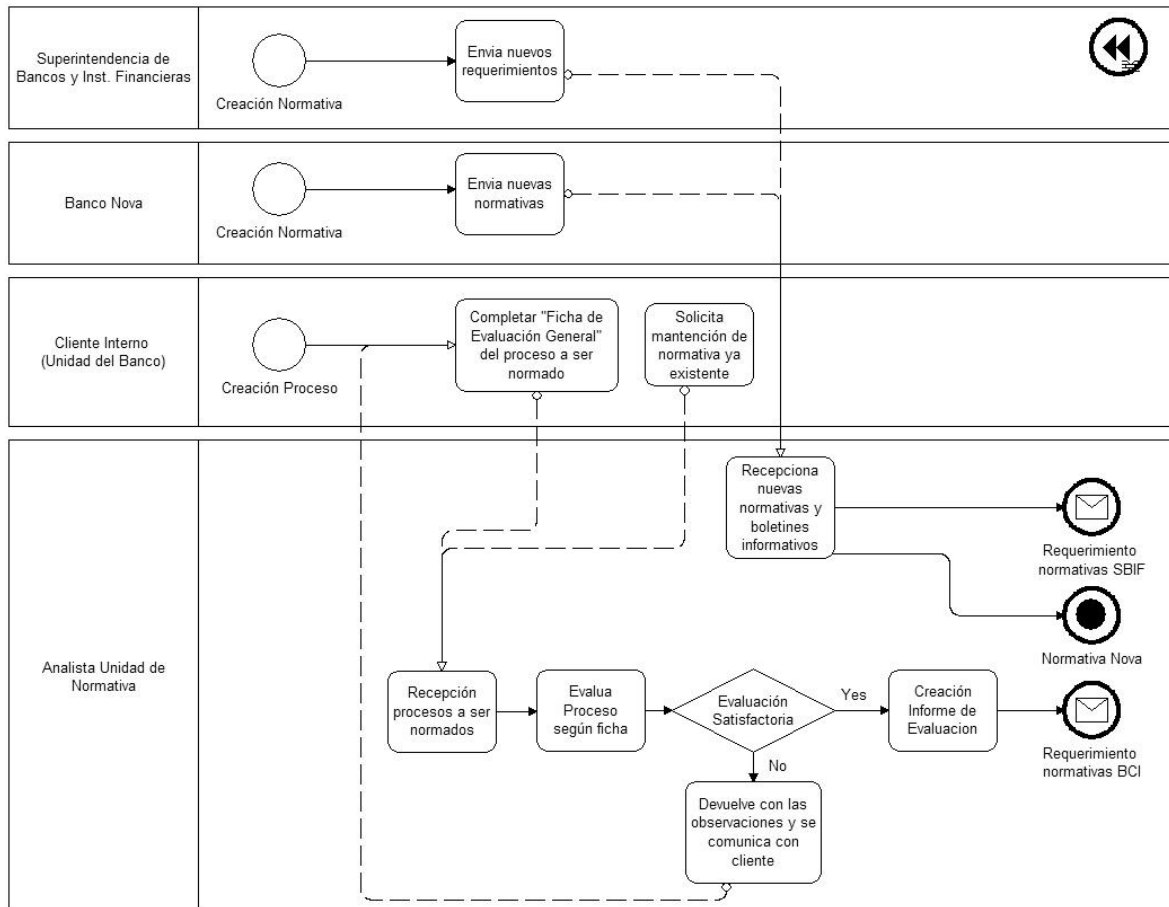 Superintendencia de
Bancos y Inst. Financieras
Creación Normativa
Envia nuevos
requerimientos
Banco Nova
Creación Normativa
Envia nuevas
normativas
Cliente Interno
(Unidad del Banco)
Creación Proceso
Completar "Ficha de
Evaluación General"
del proceso a ser
normado
Solicita
mantención de
normativa ya
existente
Analista Unidad de
Normativa
Recepciona
nuevas
normativas y
boletines
informativos
Requerimiento
normativas SBIF
Normativa Nova
Recepción
procesos a ser
normados
Evalua
Proceso
según ficha
Evaluación
Satisfactoria
Yes
No
Creación
Informe de
Evaluacion
Requerimiento
normativas BCI
Devuelve con las
observaciones y se
comunica con
cliente